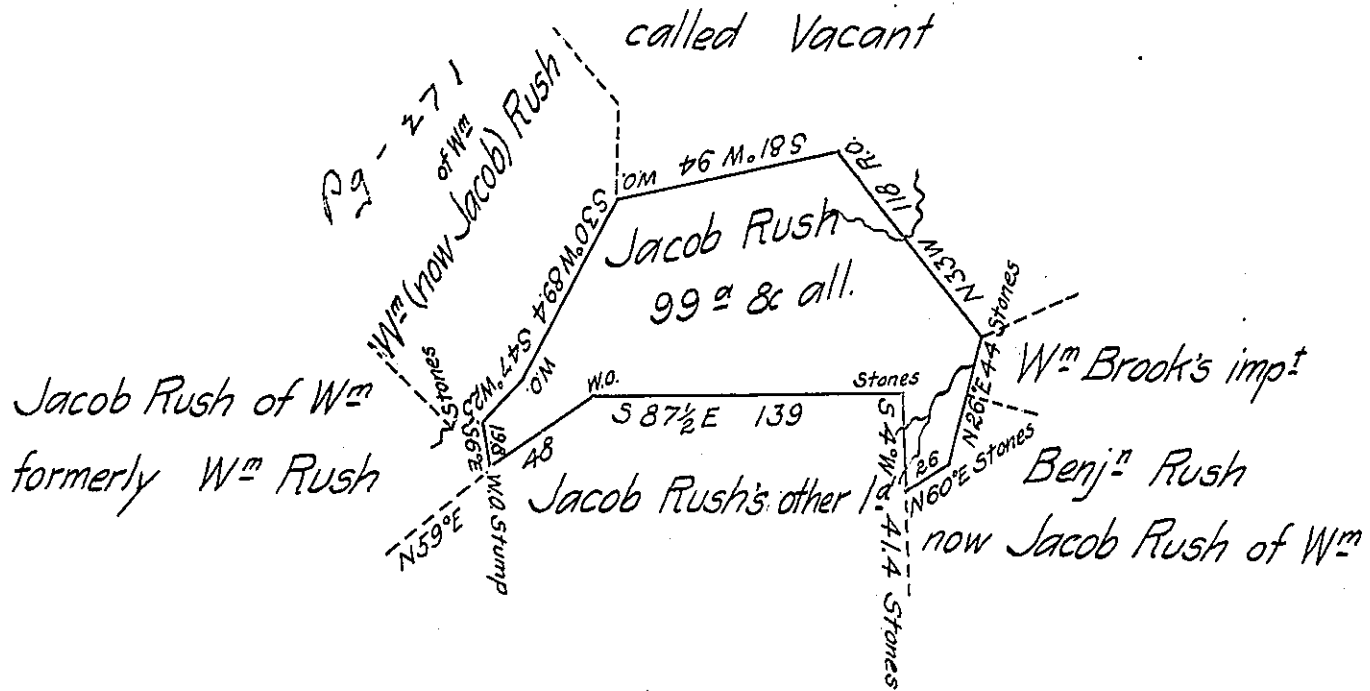 called Vacant
Pg - 271
of Wm
Wm (now Jacob) Rush
S81°W 94
W.O.
R.O.
118
N33W
S30°W 89.4
Jacob Rush
99 a & all.
Stones
S47°W 25
W.O.
Stones
W.O.
Stones
S 87½ E 139
N26°E 44
Wm Brook's impt
Jacob Rush of Wm
formerly Wm Rush
S6°E
19.8
48
W.O. Stump
N59°E
Jacob Rush's other ld.
S4°W
41.4 Stones
26
N60°E Stones
Benjn Rush
now Jacob Rush of Wm